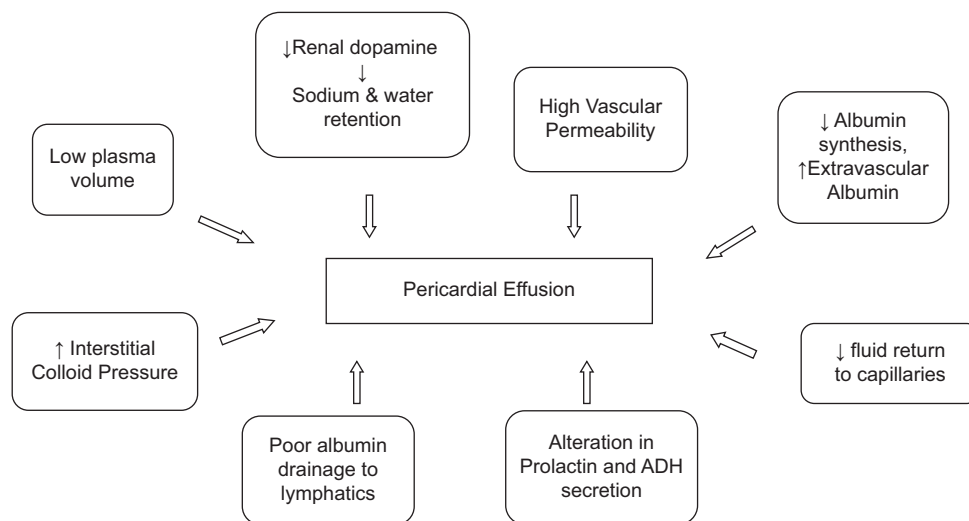 ↓Renal dopamine
↓
Sodium & water
retention
High Vascular
Permeability
↓ Albumin
synthesis,
↑Extravascular
Albumin
Low plasma
volume
Pericardial Effusion
↑ Interstitial
Colloid Pressure
↓ fluid return
to capillaries
Poor albumin
drainage to
lymphatics
Alteration in
Prolactin and ADH
secretion